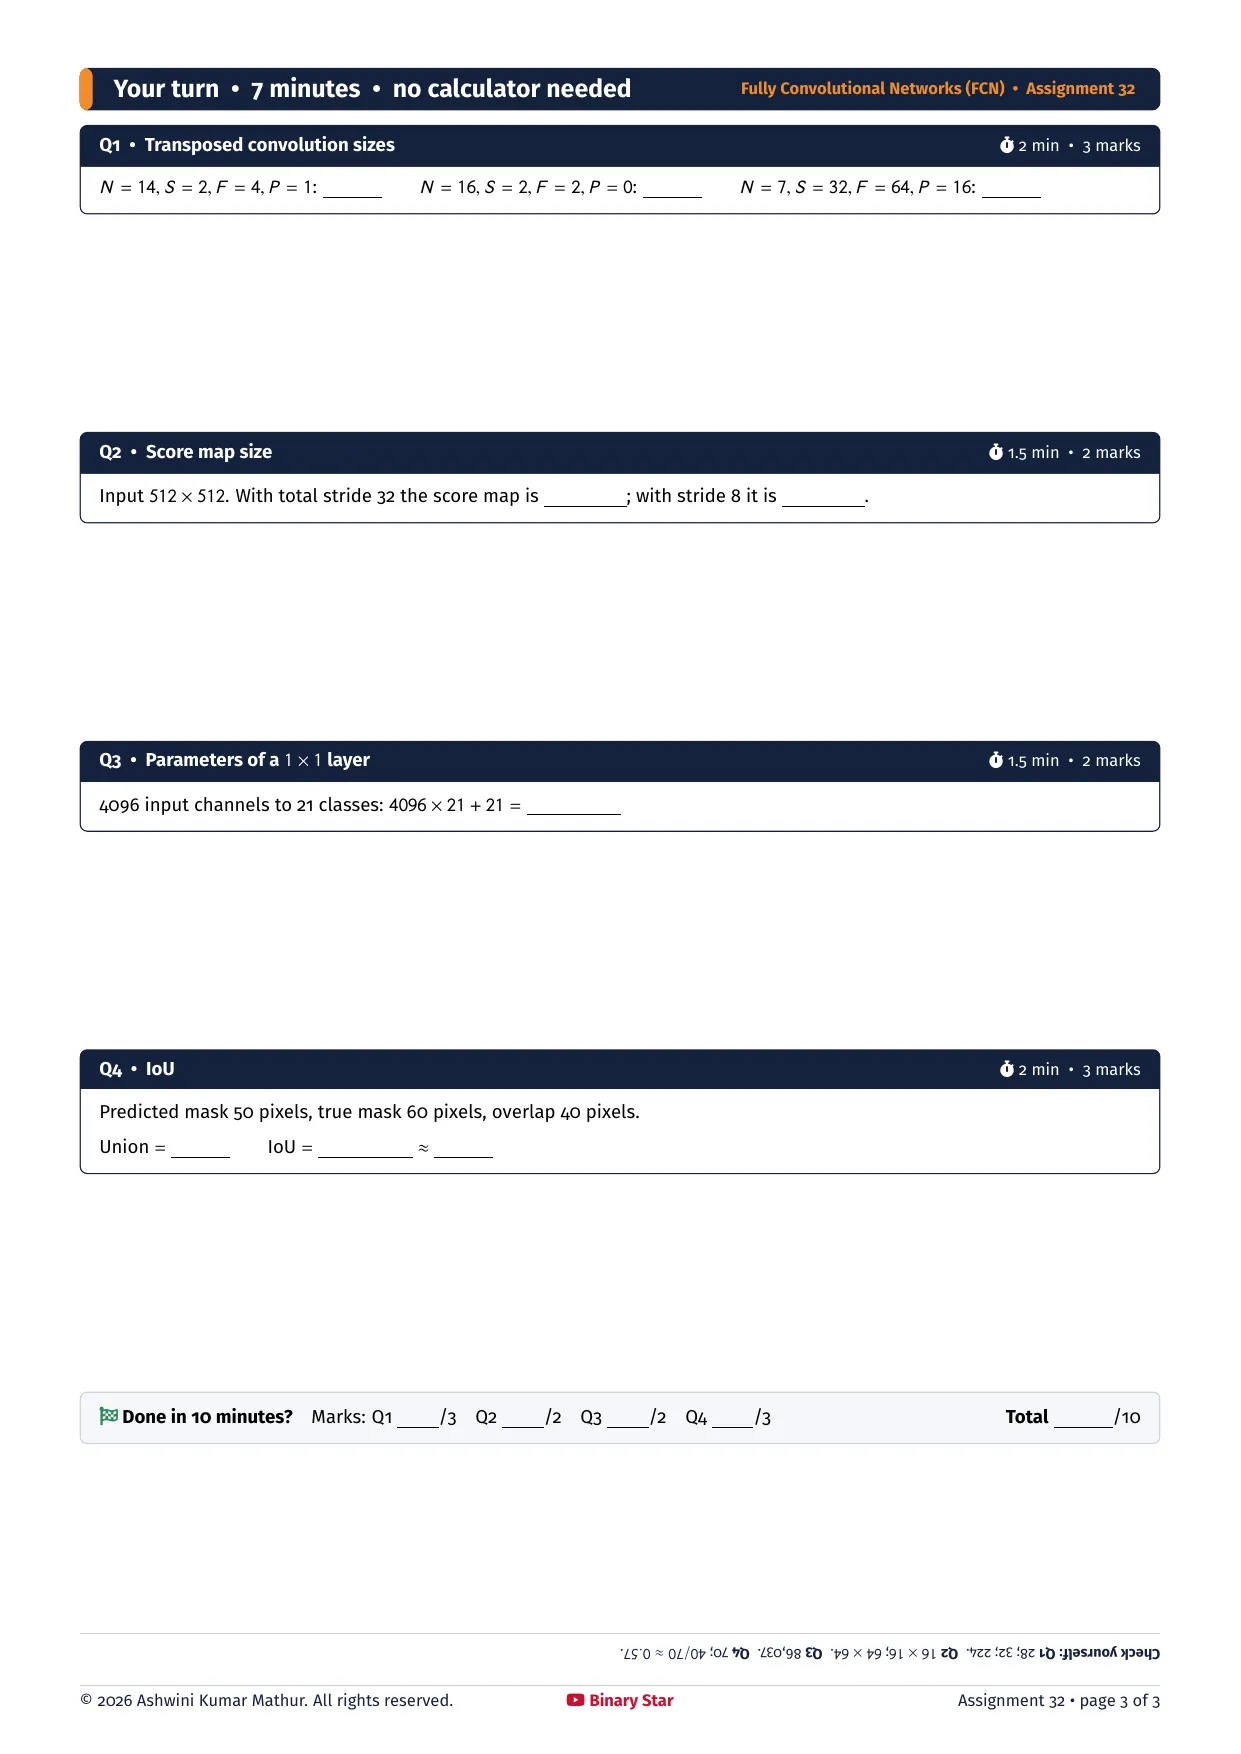 Your turn • 7 minutes • no calculator needed Fully Convolutional Networks (FCN) • Assignment 32
Q1 • Transposed convolution sizes 2 min • 3 marks
N = 14, S = 2, F = 4, P = 1: ______ N = 16, S = 2, F = 2, P = 0: ______ N = 7, S = 32, F = 64, P = 16: ______
Q2 • Score map size 1.5 min • 2 marks
Input 512 × 512. With total stride 32 the score map is ________; with stride 8 it is ________.
Q3 • Parameters of a 1 × 1 layer 1.5 min • 2 marks
4096 input channels to 21 classes: 4096 × 21 + 21 = _________
Q4 • IoU 2 min • 3 marks
Predicted mask 50 pixels, true mask 60 pixels, overlap 40 pixels.
Union = ______ IoU = _________ ≈ ______
Done in 10 minutes? Marks: Q1 ____/3 Q2 ____/2 Q3 ____/2 Q4 ____/3 Total ______/10
Check yourself: Q1 28; 32; 224. Q2 16 × 16; 64 × 64. Q3 86,037. Q4 70; 40/70 ≈ 0.57.
© 2026 Ashwini Kumar Mathur. All rights reserved. Binary Star Assignment 32 • page 3 of 3